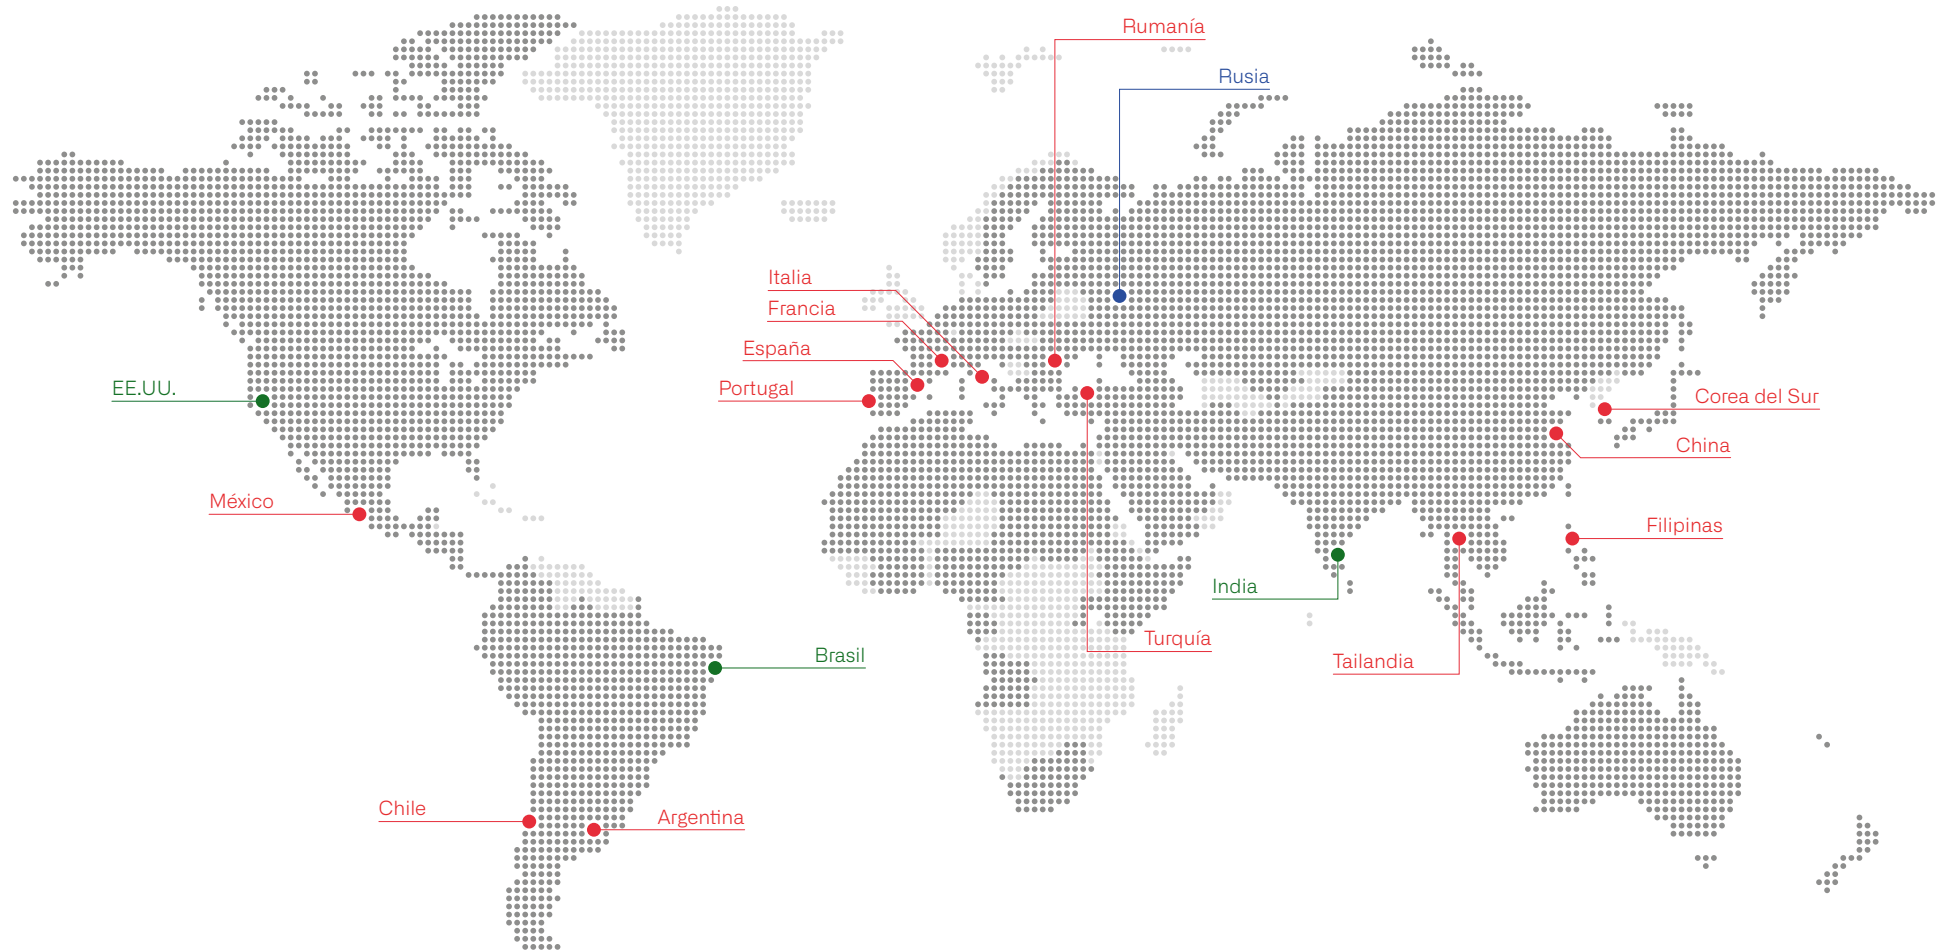 Rumanía
Rusia
Italia
Francia
España
EE.UU.
Portugal
Corea del Sur
China
México
Filipinas
India
Turquía
Brasil
Tailandia
Chile
Argentina